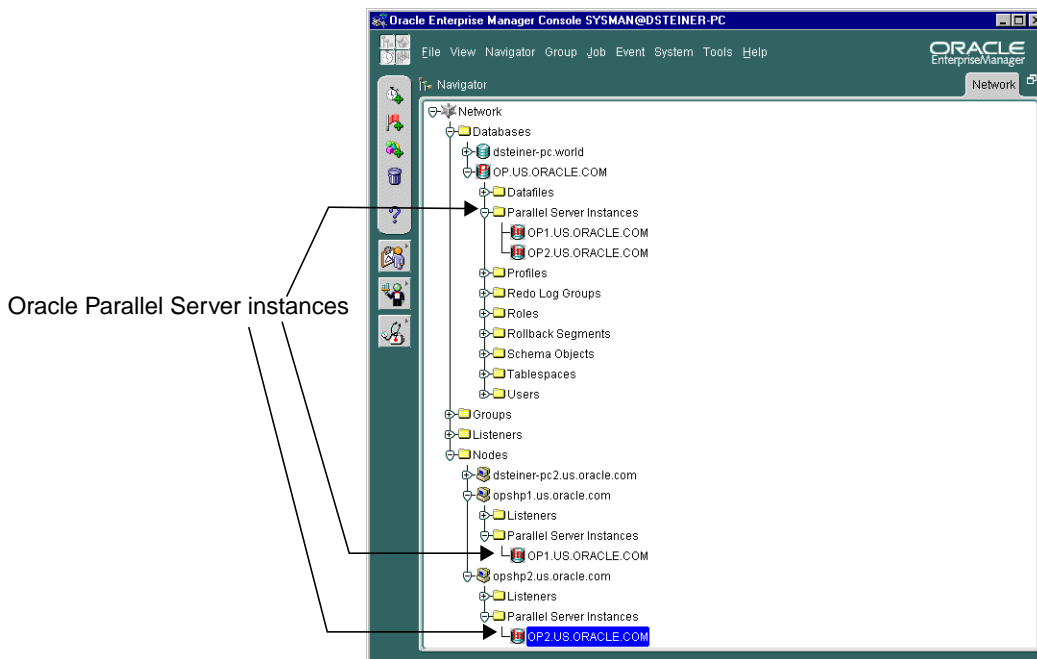 Oracle Enterprise Manager Console SYSMAN@DSTEINER-PC
File View Navigator Group Job Event System Tools Help
ORACLE
EnterpriseManager
Navigator
Network
Network
Databases
dsteiner-pc.world
OP.US.ORACLE.COM
Datafiles
Parallel Server Instances
OP1.US.ORACLE.COM
OP2.US.ORACLE.COM
Profiles
Redo Log Groups
Roles
Rollback Segments
Schema Objects
Tablespaces
Users
Groups
Listeners
Nodes
dsteiner-pc2.us.oracle.com
opshp1.us.oracle.com
Listeners
Parallel Server Instances
OP1.US.ORACLE.COM
opshp2.us.oracle.com
Listeners
Parallel Server Instances
OP2.US.ORACLE.COM
Oracle Parallel Server instances